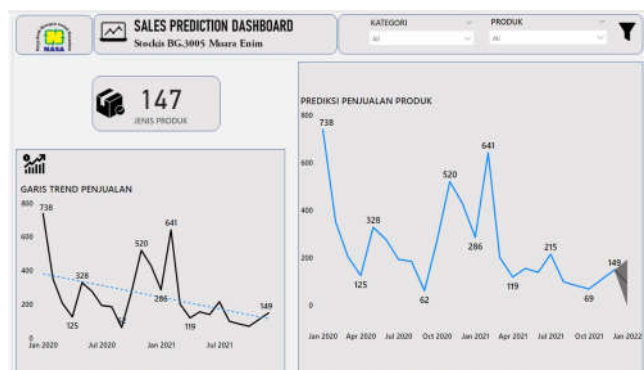 NASA
SALES PREDICTION DASHBOARD
Stockis BG.3005 Muara Enim
KATEGORI
All
PRODUK
All
147
JENIS PRODUK
GARIS TREND PENJUALAN
800
738
641
600
520
400
328
286
200
125
119
149
0
Jan 2020
Jul 2020
Jan 2021
Jul 2021
PREDIKSI PENJUALAN PRODUK
800
738
641
600
520
400
328
286
215
200
149
125
119
69
62
0
Jan 2020
Apr 2020
Jul 2020
Oct 2020
Jan 2021
Apr 2021
Jul 2021
Oct 2021
Jan 2022